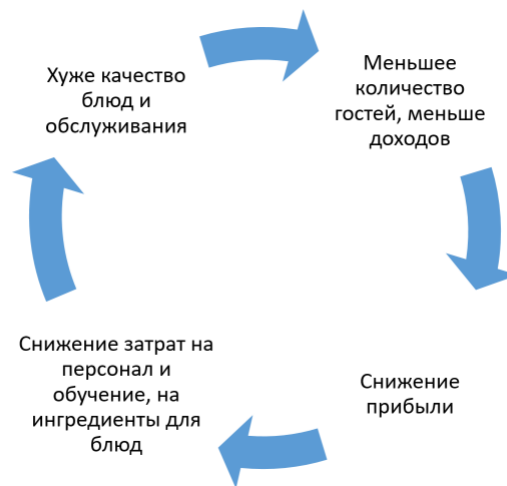 Хуже качество
блюд и
обслуживания
Меньшее
количество
гостей, меньше
доходов
Снижение
прибыли
Снижение затрат на
персонал и
обучение, на
ингредиенты для
блюд